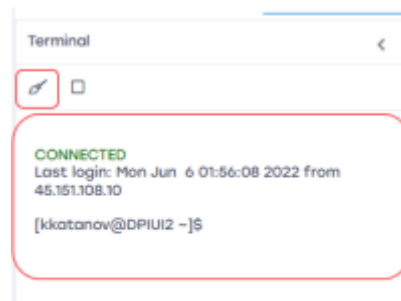 Terminal
CONNECTED
Last login: Mon Jun 6 01:56:08 2022 from
45.151.108.10
[kkatanov@DPIUI2 ~]$